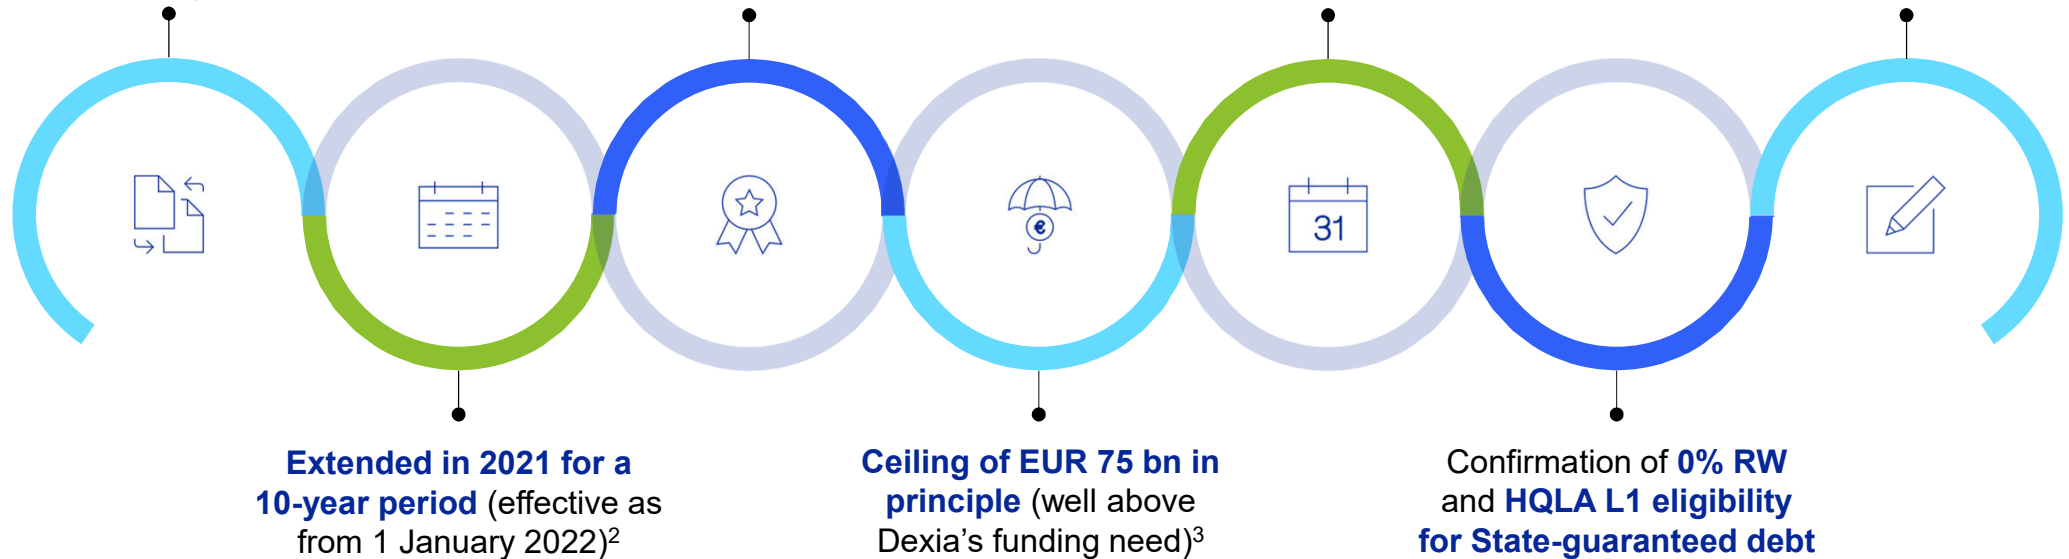 31
€
Extended in 2021 for a
10-year period (effective as
from 1 January 2022)2
Ceiling of EUR 75 bn in
principle (well above
Dexia's funding need)3
Confirmation of 0% RW
and HQLA L1 eligibility
for State-guaranteed debt